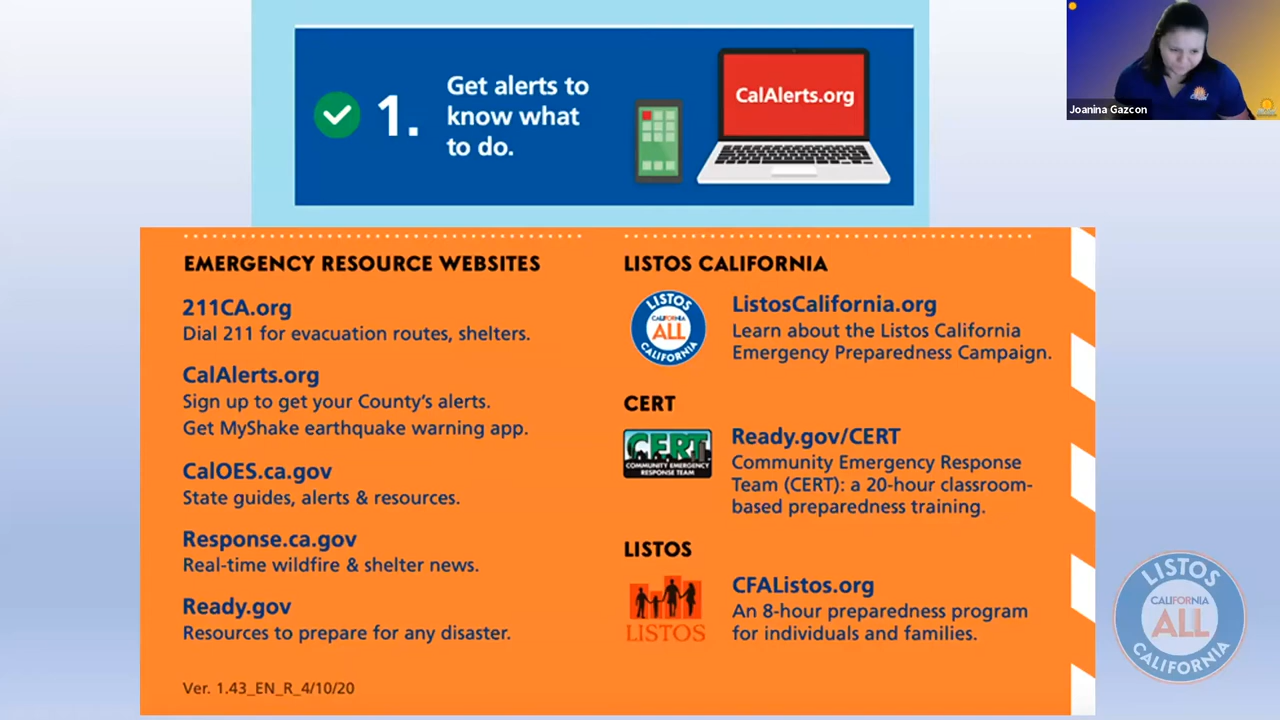 1.
Get alerts to
know what
to do.
CalAlerts.org
Joanina Gazcon
EMERGENCY RESOURCE WEBSITES
211CA.org
Dial 211 for evacuation routes, shelters.
CalAlerts.org
Sign up to get your County's alerts.
Get MyShake earthquake warning app.
CalOES.ca.gov
State guides, alerts & resources.
Response.ca.gov
Real-time wildfire & shelter news.
Ready.gov
Resources to prepare for any disaster.
Ver. 1.43_EN_R_4/10/20
LISTOS CALIFORNIA
LISTOS
CALIFORNIA
ALL
CALIFORNIA
ListosCalifornia.org
Learn about the Listos California
Emergency Preparedness Campaign.
CERT
CERT
COMMUNITY EMERGENCY
RESPONSE TEAM
Ready.gov/CERT
Community Emergency Response
Team (CERT): a 20-hour classroom-
based preparedness training.
LISTOS
LISTOS
CFAListos.org
An 8-hour preparedness program
for individuals and families.
LISTOS
CALIFORNIA
ALL
CALIFORNIA